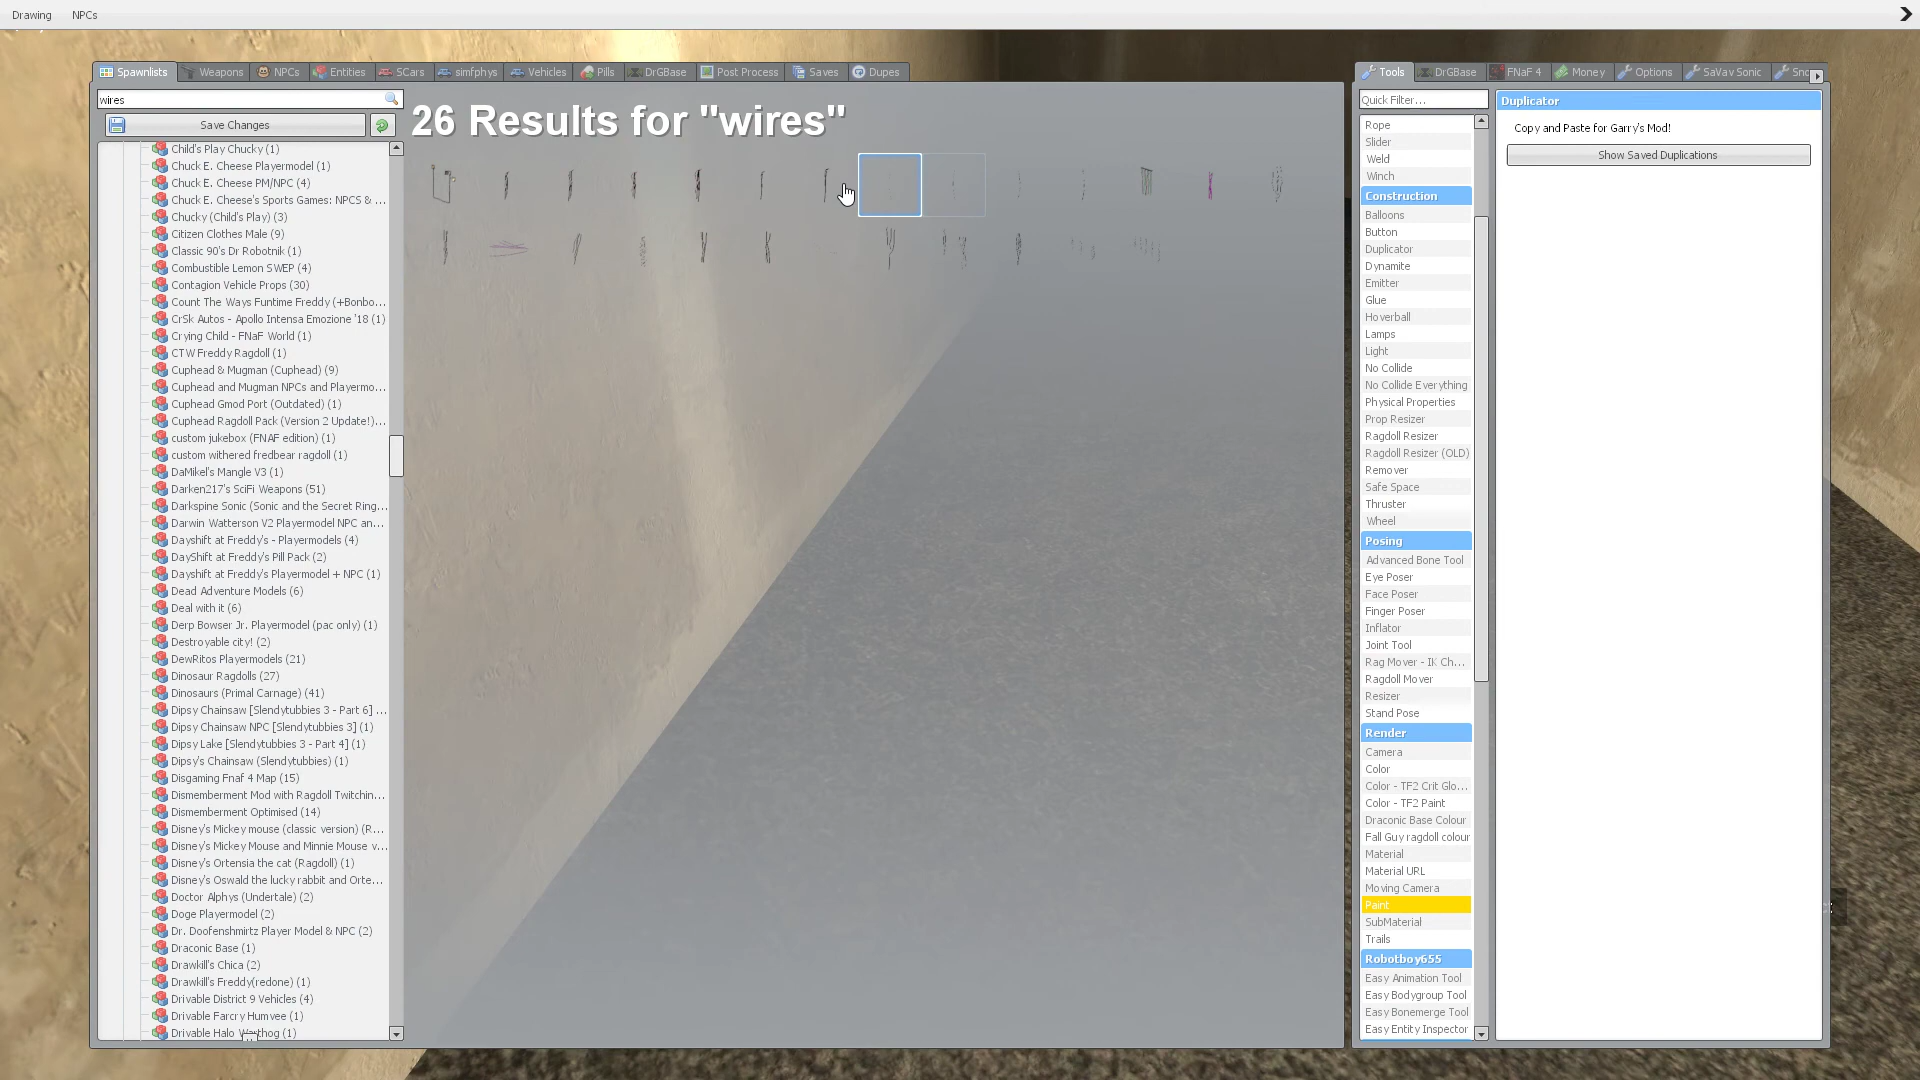 Drawing NPCs
Spawnlists Weapons NPCs Entities SCars simfphys Vehicles Pills DrGBase Post Process Saves Dupes
wires
Save Changes
26 Results for "wires"
Child's Play Chucky (1)
Chuck E. Cheese Playermodel (1)
Chuck E. Cheese PM/NPC (4)
Chuck E. Cheese's Sports Games: NPCS & ...
Chucky (Child's Play) (3)
Citizen Clothes Male (9)
Classic 90's Dr Robotnik (1)
Combustible Lemon SWEP (4)
Contagion Vehicle Props (30)
Count The Ways Funtime Freddy (+Bonbo...
CrSk Autos - Apollo Intensa Emozione '18 (1)
Crying Child - FNaF World (1)
CTW Freddy Ragdoll (1)
Cuphead & Mugman (Cuphead) (9)
Cuphead and Mugman NPCs and Playermo...
Cuphead Gmod Port (Outdated) (1)
Cuphead Ragdoll Pack (Version 2 Update!)...
custom jukebox (FNAF edition) (1)
custom withered fredbear ragdoll (1)
DaMikel's Mangle V3 (1)
Darken217's SciFi Weapons (51)
Darkspine Sonic (Sonic and the Secret Ring...
Darwin Watterson V2 Playermodel NPC an...
Dayshift at Freddy's - Playermodels (4)
DayShift at Freddy's Pill Pack (2)
Dayshift at Freddy's Playermodel + NPC (1)
Dead Adventure Models (6)
Deal with it (6)
Derp Bowser Jr. Playermodel (pac only) (1)
Destroyable city! (2)
DewRitos Playermodels (21)
Dinosaur Ragdolls (27)
Dinosaurs (Primal Carnage) (41)
Dipsy Chainsaw [Slendytubbies 3 - Part 6] ...
Dipsy Chainsaw NPC [Slendytubbies 3] (1)
Dipsy Lake [Slendytubbies 3 - Part 4] (1)
Dipsy's Chainsaw (Slendytubbies) (1)
Disgaming Fnaf 4 Map (15)
Dismemberment Mod with Ragdoll Twitchin...
Dismemberment Optimised (14)
Disney's Mickey mouse (classic version) (R...
Disney's Mickey Mouse and Minnie Mouse v...
Disney's Ortensia the cat (Ragdoll) (1)
Disney's Oswald the lucky rabbit and Orte...
Doctor Alphys (Undertale) (2)
Doge Playermodel (2)
Dr. Doofenshmirtz Player Model & NPC (2)
Draconic Base (1)
Drawkill's Chica (2)
Drawkill's Freddy(redone) (1)
Drivable District 9 Vehicles (4)
Drivable Farcry Humvee (1)
Drivable Halo Warthog (1)
Tools DrGBase FNaF 4 Money Options SaVav Sonic Sno
Quick Filter...
Rope
Slider
Weld
Winch
Construction
Balloons
Button
Duplicator
Dynamite
Emitter
Glue
Hoverball
Lamps
Light
No Collide
No Collide Everything
Physical Properties
Prop Resizer
Ragdoll Resizer
Ragdoll Resizer (OLD)
Remover
Safe Space
Thruster
Wheel
Posing
Advanced Bone Tool
Eye Poser
Face Poser
Finger Poser
Inflator
Joint Tool
Rag Mover - IK Ch...
Ragdoll Mover
Resizer
Stand Pose
Render
Camera
Color
Color - TF2 Crit Glo...
Color - TF2 Paint
Draconic Base Colour
Fall Guy ragdoll colour
Material
Material URL
Moving Camera
Paint
SubMaterial
Trails
Robotboy655
Easy Animation Tool
Easy Bodygroup Tool
Easy Bonemerge Tool
Easy Entity Inspector
Duplicator
Copy and Paste for Garry's Mod!
Show Saved Duplications